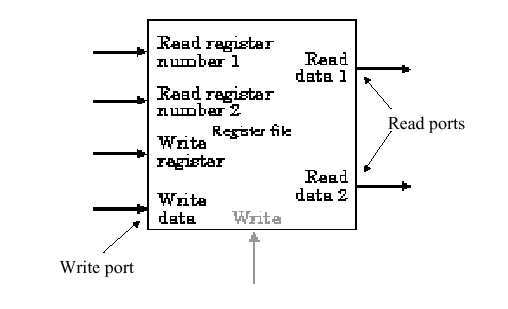 Read register
number 1
Read
data 1
Read register
number 2
Read ports
Register file
Write
register
Read
data 2
Write
data
Write
Write port